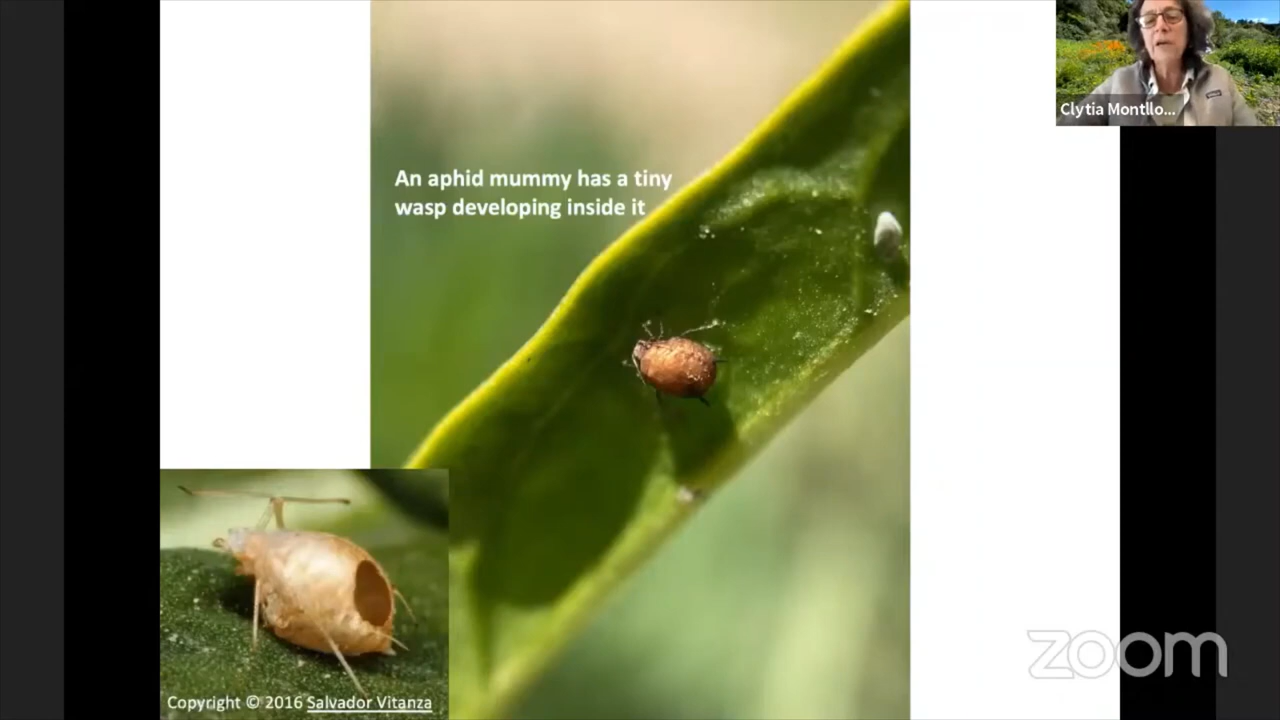 Clytia Montllo...
An aphid mummy has a tiny
wasp developing inside it
zoom
Copyright © 2016 Salvador Vitanza